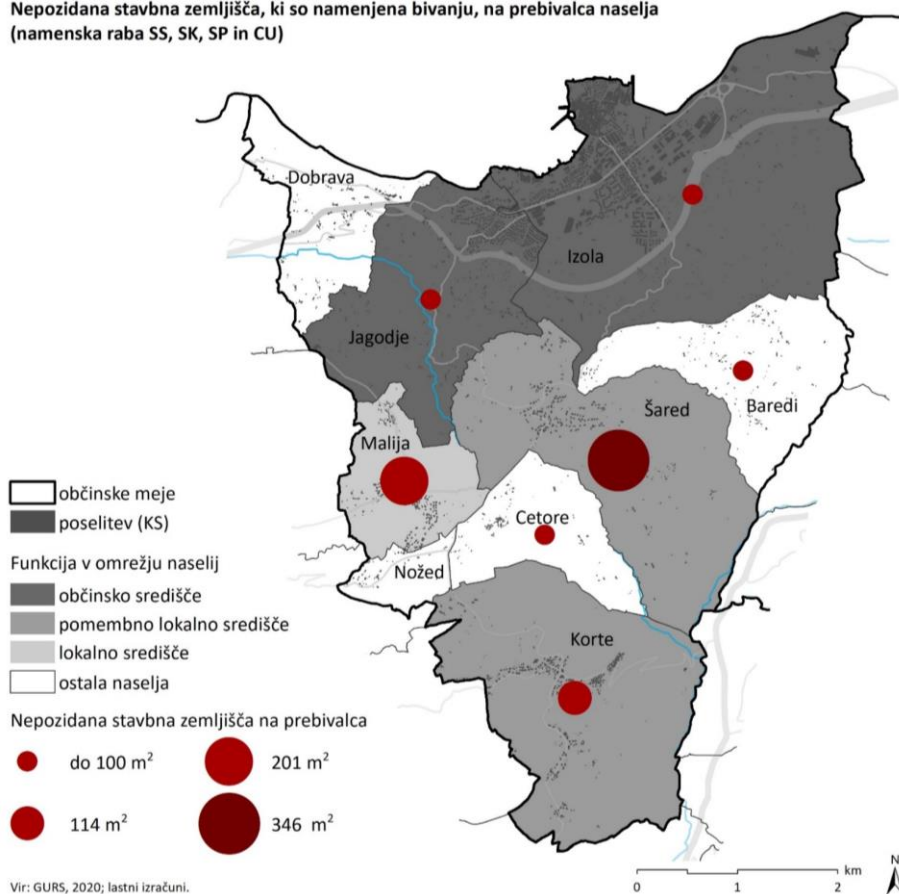 Nepozidana stavbna zemljišča, ki so namenjena bivanju, na prebivalca naselja
(namenska raba SS, SK, SP in CU)
Dobrava
Izola
Jagodje
Šared
Baredi
Malija
Cetore
Nožed
Korte
občinske meje
poselitev (KS)
Funkcija v omrežju naselij
občinsko središče
pomembno lokalno središče
lokalno središče
ostala naselja
Nepozidana stavbna zemljišča na prebivalca
do 100 m²
201 m²
114 m²
346 m²
Vir: GURS, 2020; lastni izračuni.
km
0 1 2
N